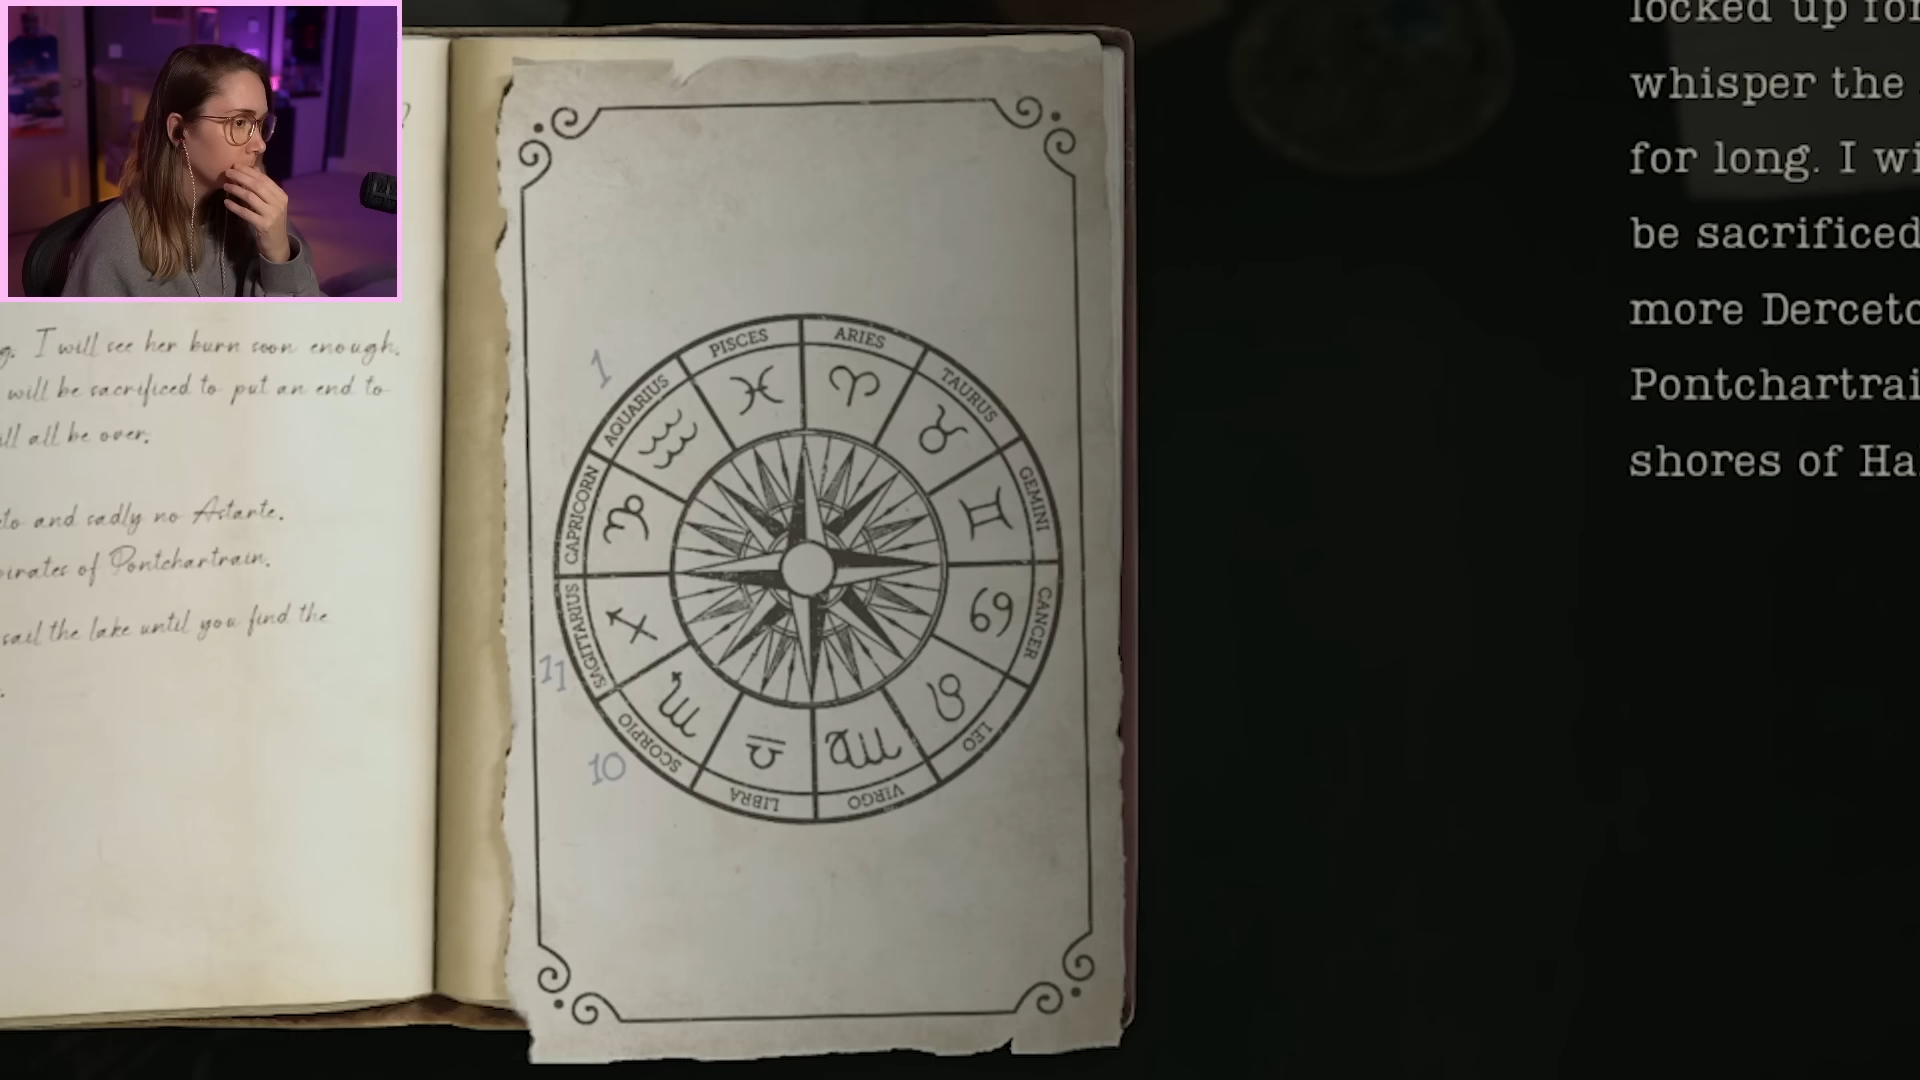 ?
I will see her burn soon enough.
will be sacrificed to put an end to
all be over.
and sadly no Astarte.
pirates of Pontchartrain.
sail the lake until you find the
1
11
10
PISCES
ARIES
TAURUS
GEMINI
CANCER
LEO
VIRGO
LIBRA
SCORPIO
SAGITTARIUS
CAPRICORN
AQUARIUS
locked up for
whisper the
for long. I wi
be sacrificed
more Derceto
Pontchartrai
shores of Ha